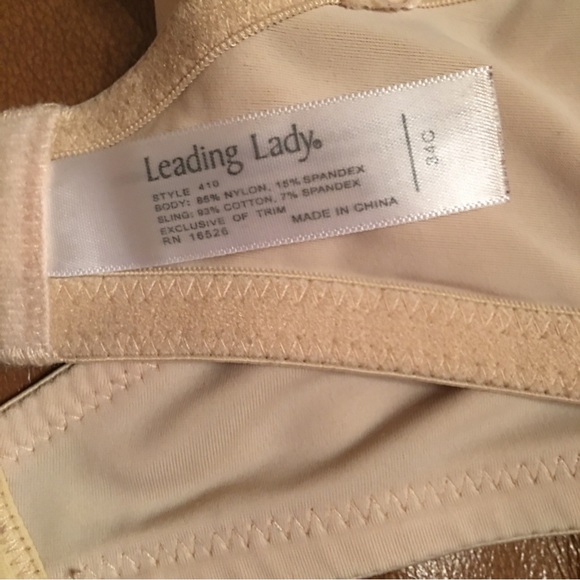 Leading Lady®
STYLE 410
BODY: 85% NYLON, 15% SPANDEX
SLING: 93% COTTON, 7% SPANDEX
EXCLUSIVE OF TRIM
RN 16526 MADE IN CHINA
34C